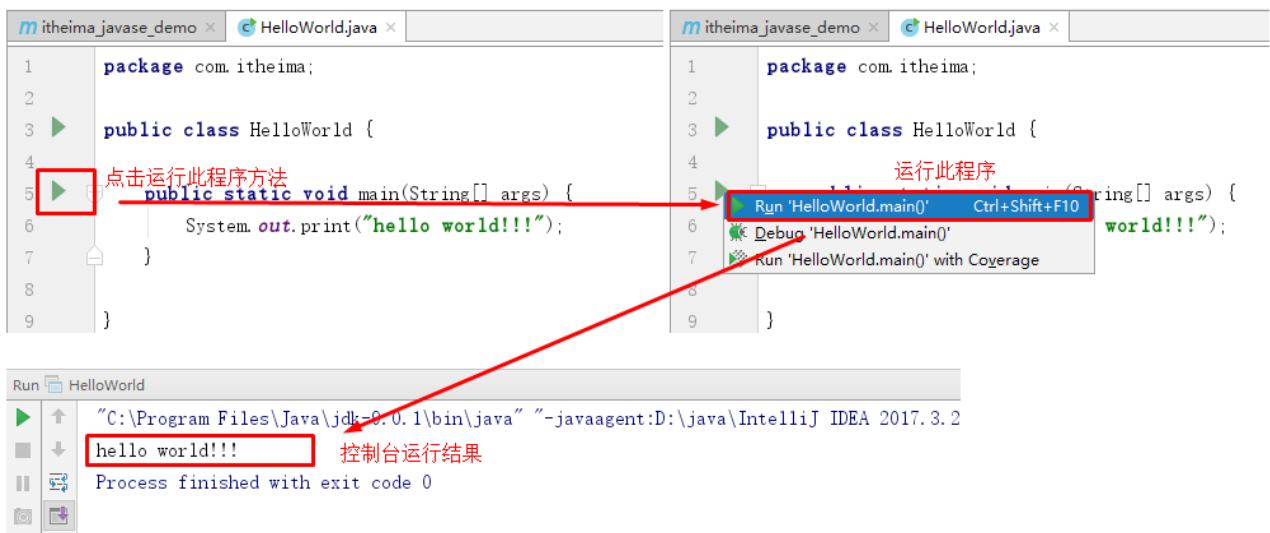 itheima_javase_demo × HelloWorld.java ×
1 package com.itheima;
2
3 public class HelloWorld {
4
点击运行此程序方法
5 public static void main(String[] args) {
6 System.out.print("hello world!!!");
7 }
8
9 }
itheima_javase_demo × HelloWorld.java ×
1 package com.itheima;
2
3 public class HelloWorld {
4
运行此程序
5 ring[] args) {
Run 'HelloWorld.main()' Ctrl+Shift+F10
6 world!!!");
Debug 'HelloWorld.main()'
7
Run 'HelloWorld.main()' with Coverage
8
9 }
Run HelloWorld
"C:\Program Files\Java\jdk-9.0.1\bin\java" "-javaagent:D:\java\IntelliJ IDEA 2017.3.2
hello world!!!
控制台运行结果
Process finished with exit code 0